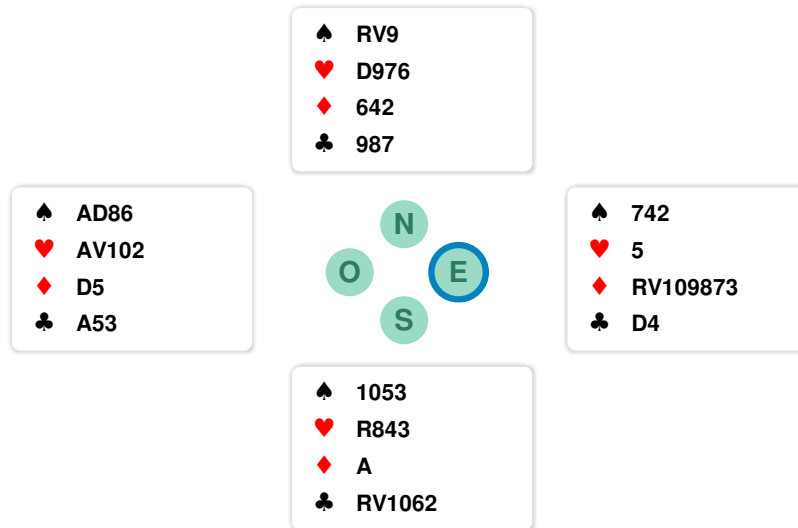 ♠ RV9
♥ D976
♦ 642
♣ 987
♠ AD86
♥ AV102
♦ D5
♣ A53
N
O E
S
♠ 742
♥ 5
♦ RV109873
♣ D4
♠ 1053
♥ R843
♦ A
♣ RV1062